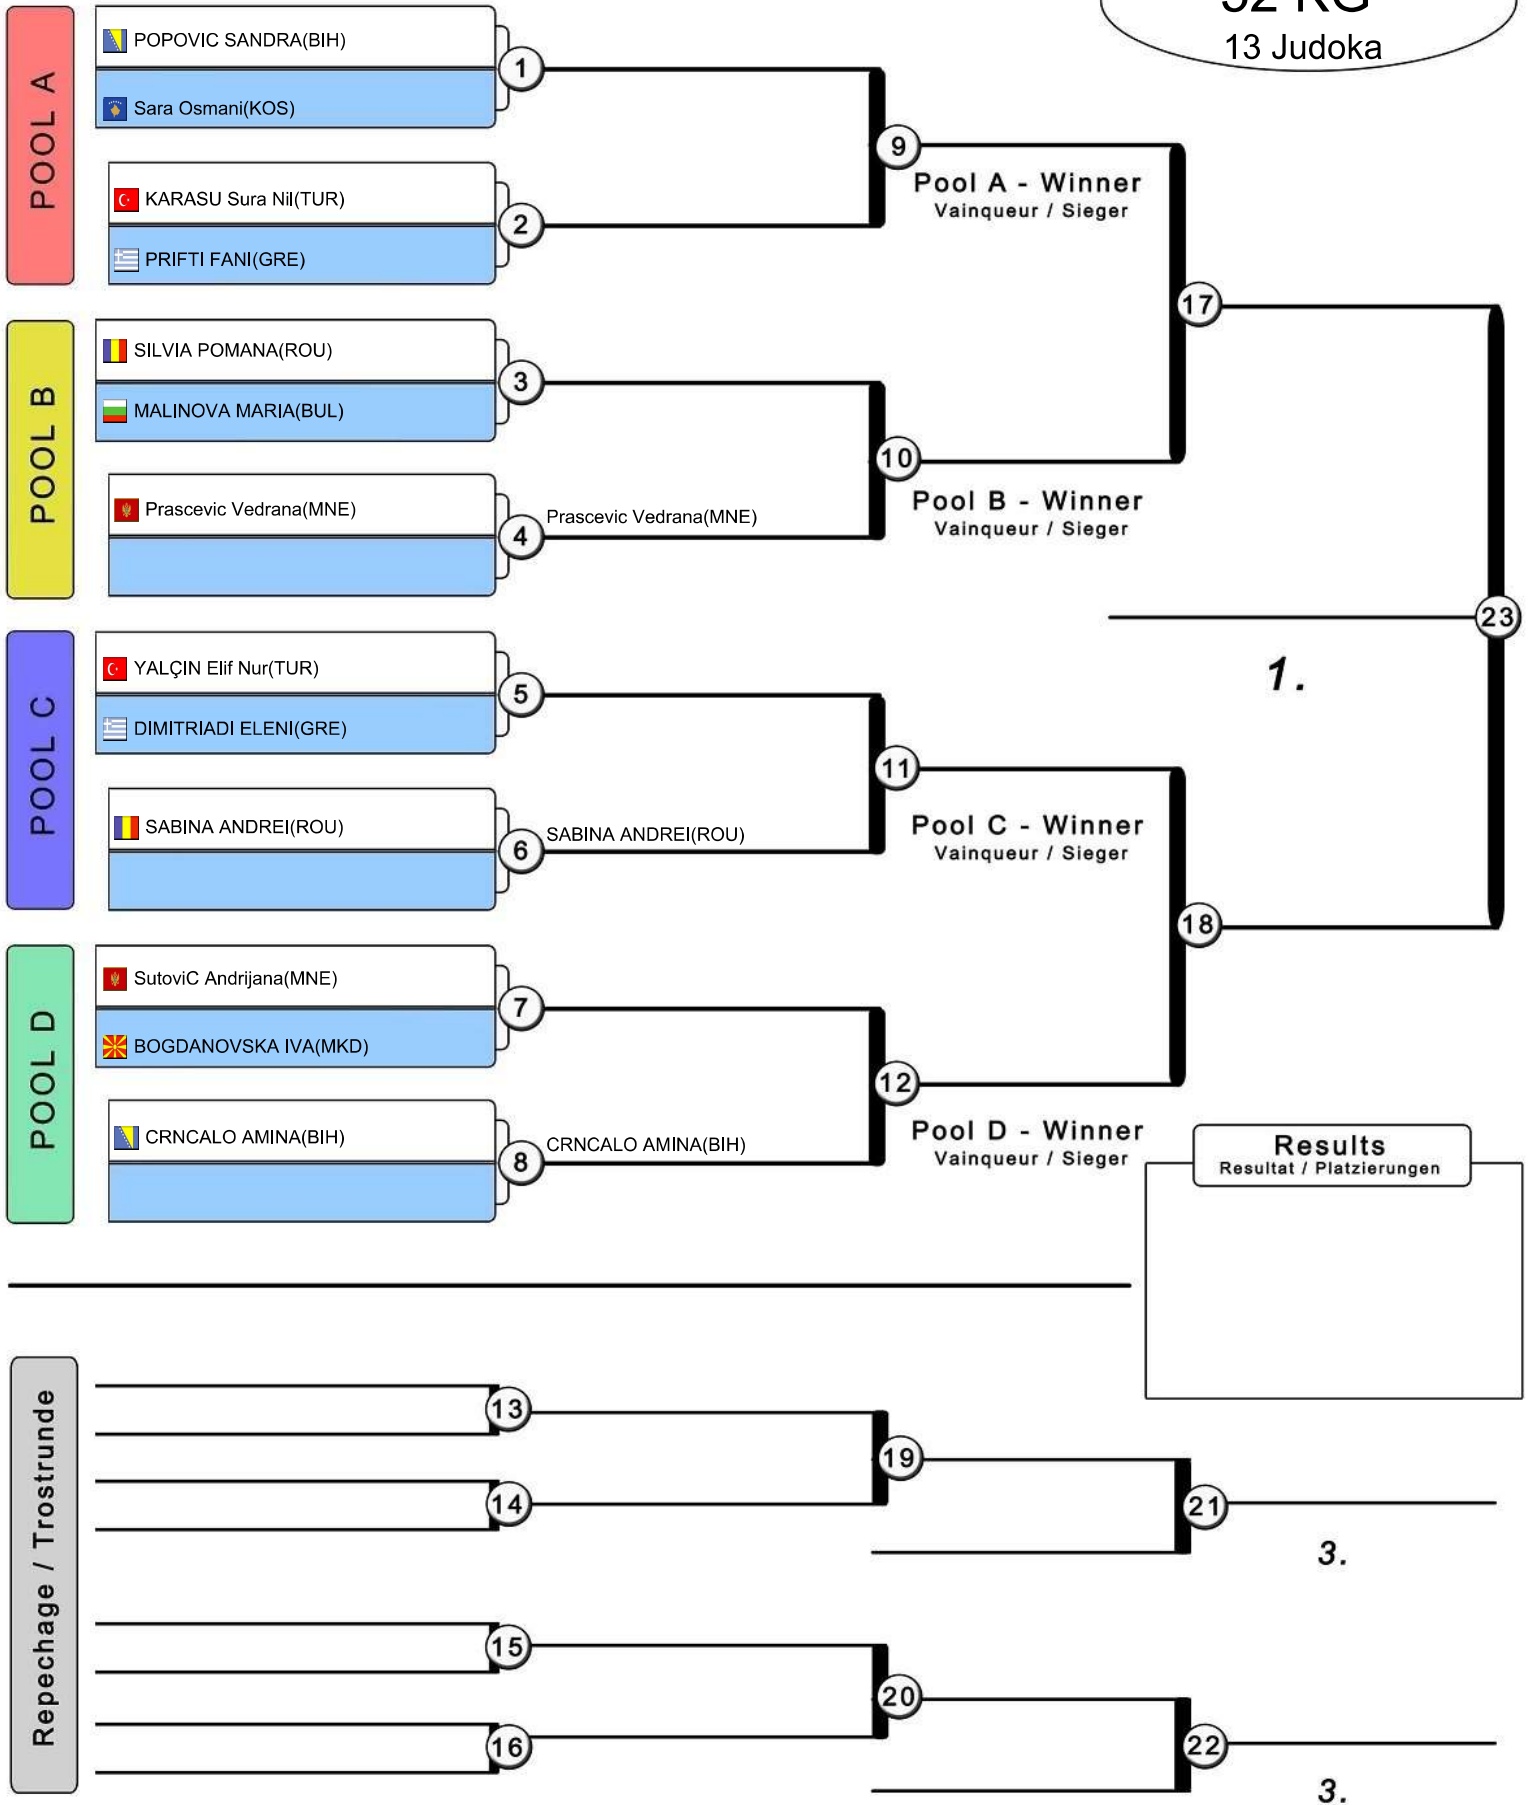 52 KG
13 Judoka
POOL A
POPOVIC SANDRA(BIH)
Sara Osmani(KOS)
1
KARASU Sura Nil(TUR)
PRIFTI FANI(GRE)
2
9
Pool A - Winner
Vainqueur / Sieger
17
POOL B
SILVIA POMANA(ROU)
MALINOVA MARIA(BUL)
3
Prascevic Vedrana(MNE)
4
Prascevic Vedrana(MNE)
10
Pool B - Winner
Vainqueur / Sieger
23
1.
POOL C
YALÇIN Elif Nur(TUR)
DIMITRIADI ELENI(GRE)
5
SABINA ANDREI(ROU)
6
SABINA ANDREI(ROU)
11
Pool C - Winner
Vainqueur / Sieger
18
POOL D
SutoviC Andrijana(MNE)
BOGDANOVSKA IVA(MKD)
7
CRNCALO AMINA(BIH)
8
CRNCALO AMINA(BIH)
12
Pool D - Winner
Vainqueur / Sieger
Results
Resultat / Platzierungen
Repechage / Trostrunde
13
14
19
21
3.
15
16
20
22
3.